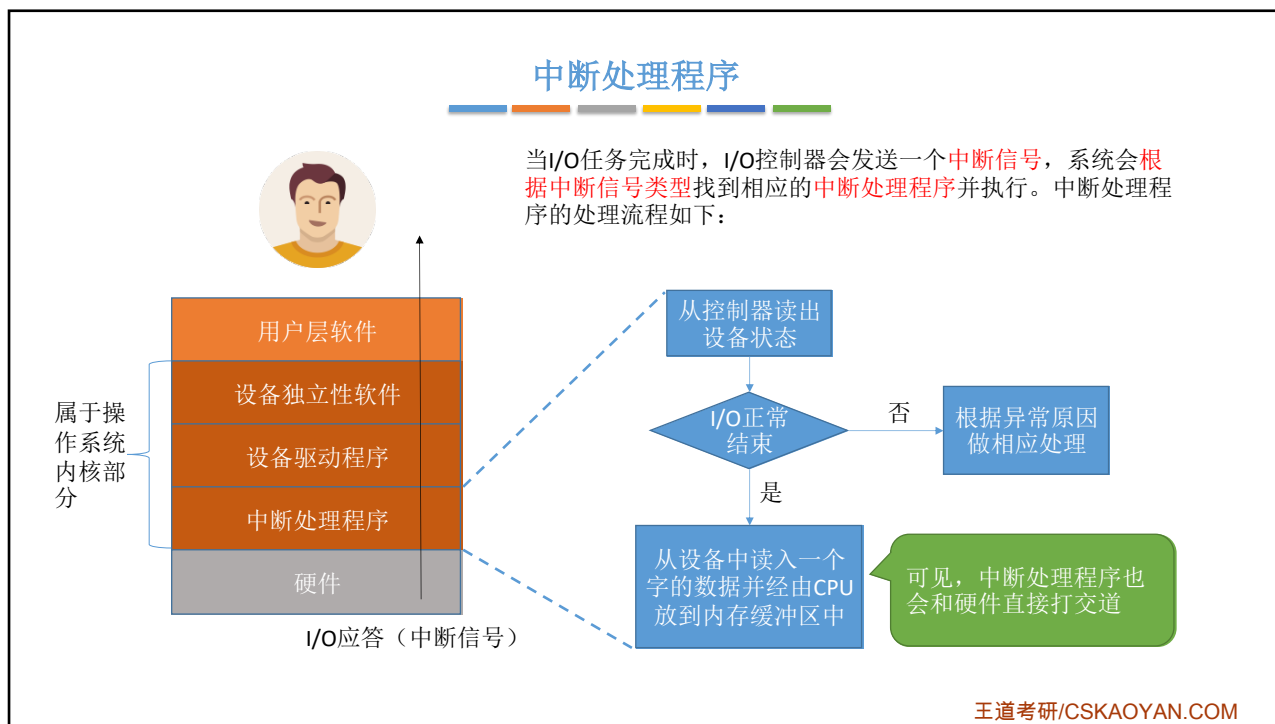 中断处理程序
当I/O任务完成时，I/O控制器会发送一个中断信号，系统会根
据中断信号类型找到相应的中断处理程序并执行。中断处理程
序的处理流程如下：
用户层软件
设备独立性软件
设备驱动程序
中断处理程序
硬件
属于操
作系统
内核部
分
I/O应答（中断信号）
从控制器读出
设备状态
I/O正常
结束
否
根据异常原因
做相应处理
是
从设备中读入一个
字的数据并经由CPU
放到内存缓冲区中
可见，中断处理程序也
会和硬件直接打交道
王道考研/CSKAOYAN.COM